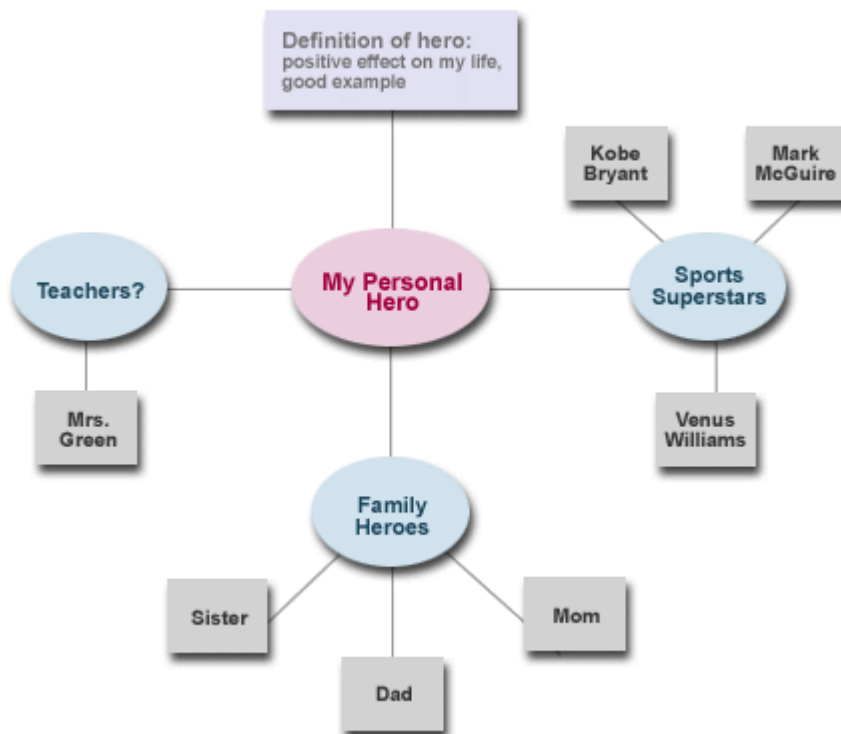 Definition of hero:
positive effect on my life,
good example
Kobe
Bryant
Mark
McGuire
Teachers?
My Personal
Hero
Sports
Superstars
Mrs.
Green
Venus
Williams
Family
Heroes
Sister
Mom
Dad